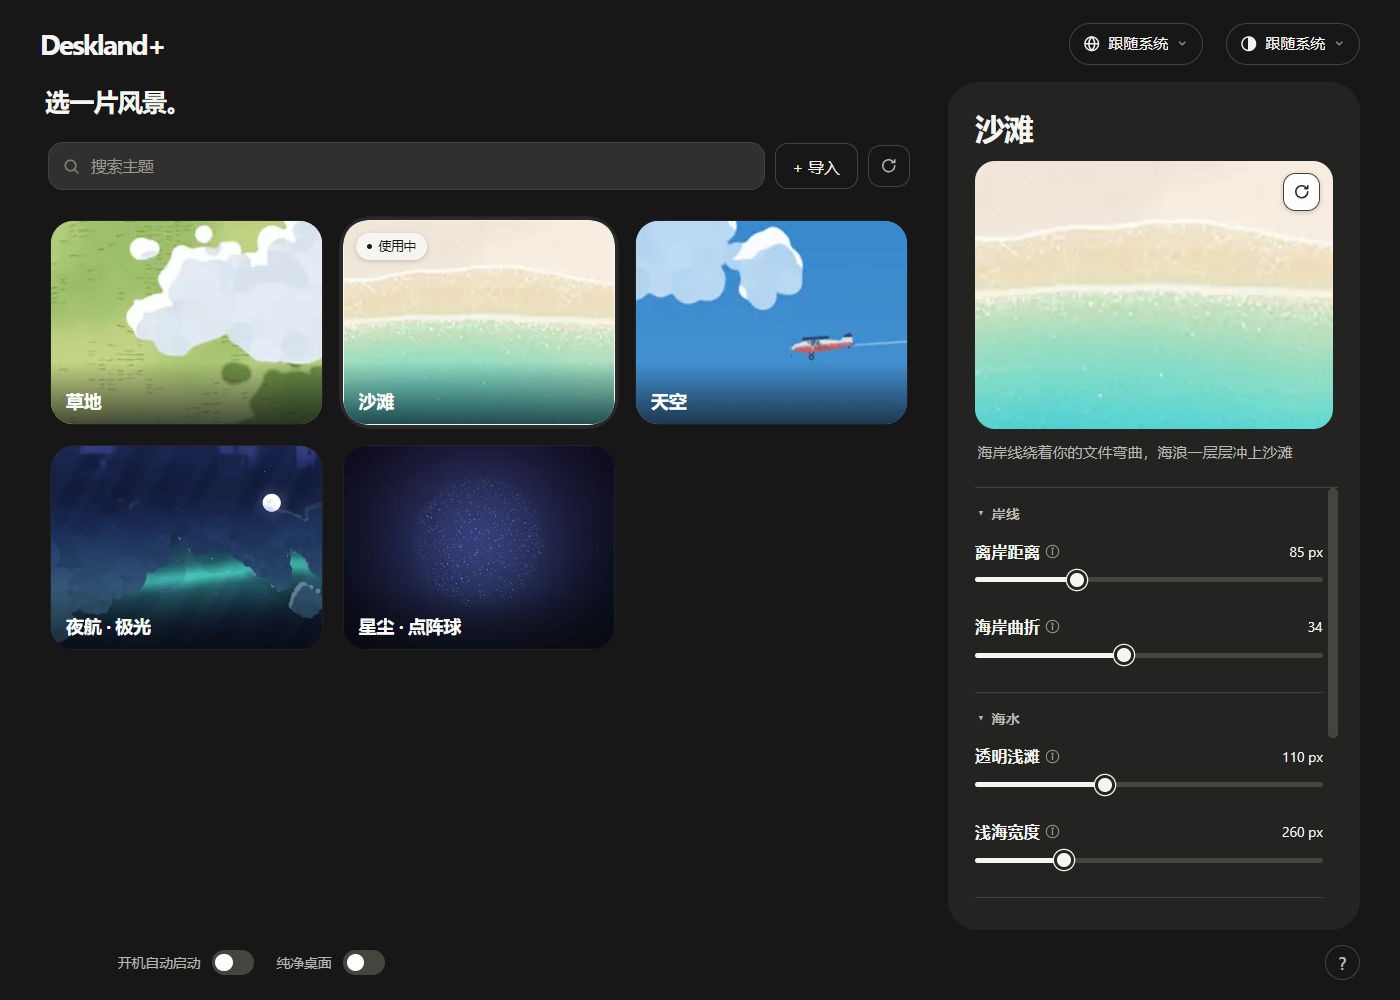 Deskland+
跟随系统
跟随系统
选一片风景。
搜索主题
+ 导入
草地
使用中
沙滩
天空
夜航 · 极光
星尘 · 点阵球
沙滩
海岸线绕着你的文件弯曲，海浪一层层冲上沙滩
岸线
离岸距离 85 px
海岸曲折 34
海水
透明浅滩 110 px
浅海宽度 260 px
开机自动启动
纯净桌面
?